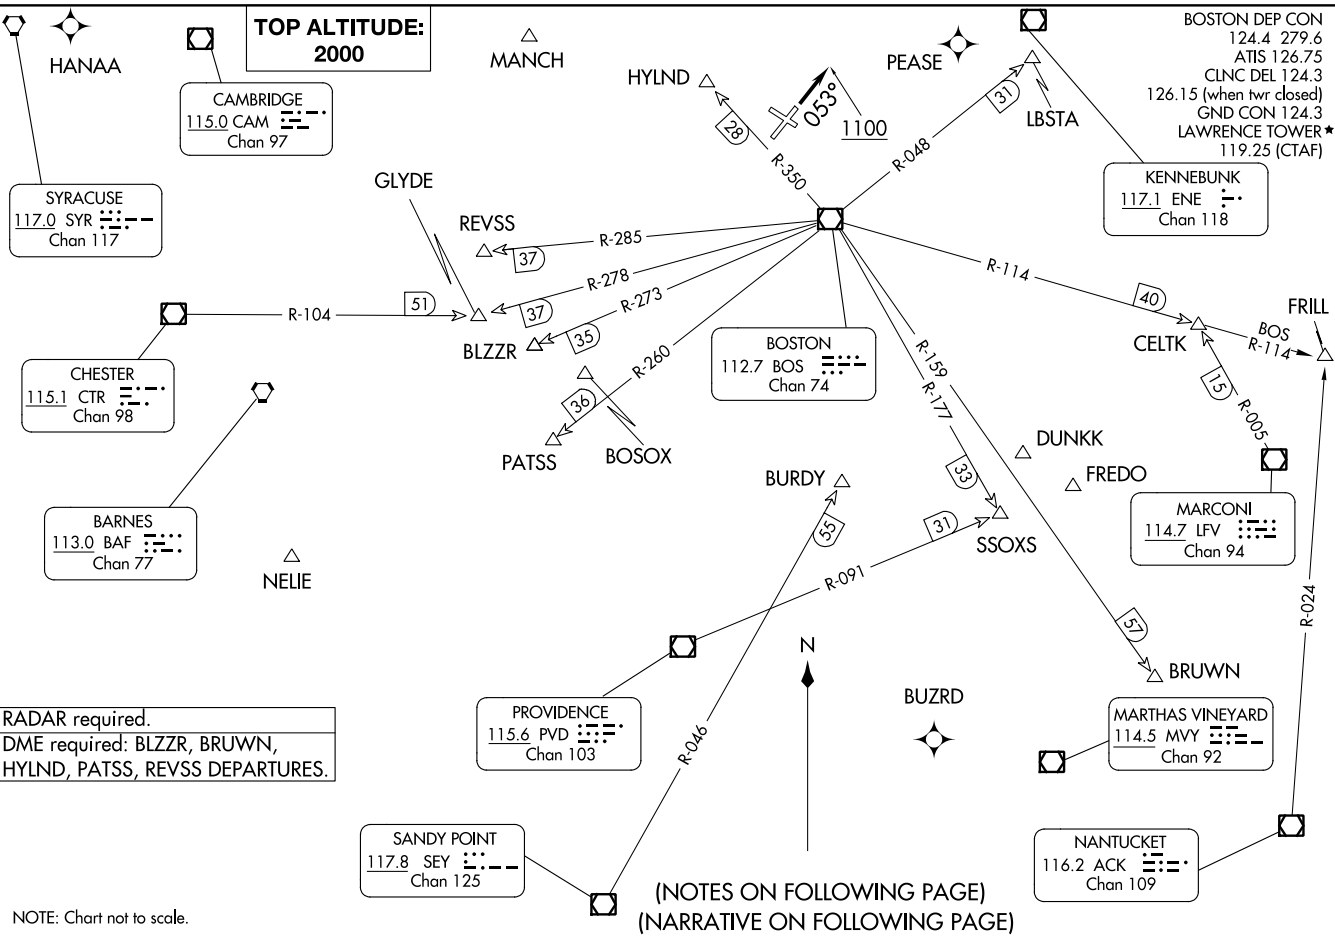 TOP ALTITUDE:
2000
HANAA
MANCH
HYLND
PEASE
LBSTA
BOSTON DEP CON
124.4 279.6
ATIS 126.75
CLNC DEL 124.3
126.15 (when twr closed)
GND CON 124.3
LAWRENCE TOWER★
119.25 (CTAF)
CAMBRIDGE
115.0 CAM
Chan 97
053°
1100
31
28
R-350
R-048
SYRACUSE
117.0 SYR
Chan 117
GLYDE
REVSS
KENNEBUNK
117.1 ENE
Chan 118
R-285
37
R-278
37
R-273
35
R-114
40
R-104
51
BLZZR
FRILL
CELTK
BOS
R-114
BOSTON
112.7 BOS
Chan 74
R-260
36
R-159
R-177
15
R-005
CHESTER
115.1 CTR
Chan 98
PATSS
BOSOX
BURDY
DUNKK
FREDO
33
31
55
SSOXS
BARNES
113.0 BAF
Chan 77
NELIE
MARCONI
114.7 LFV
Chan 94
R-091
R-024
57
N
BRUWN
BUZRD
RADAR required.
DME required: BLZZR, BRUWN,
HYLND, PATSS, REVSS DEPARTURES.
PROVIDENCE
115.6 PVD
Chan 103
R-046
MARTHAS VINEYARD
114.5 MVY
Chan 92
SANDY POINT
117.8 SEY
Chan 125
NANTUCKET
116.2 ACK
Chan 109
(NOTES ON FOLLOWING PAGE)
(NARRATIVE ON FOLLOWING PAGE)
NOTE: Chart not to scale.